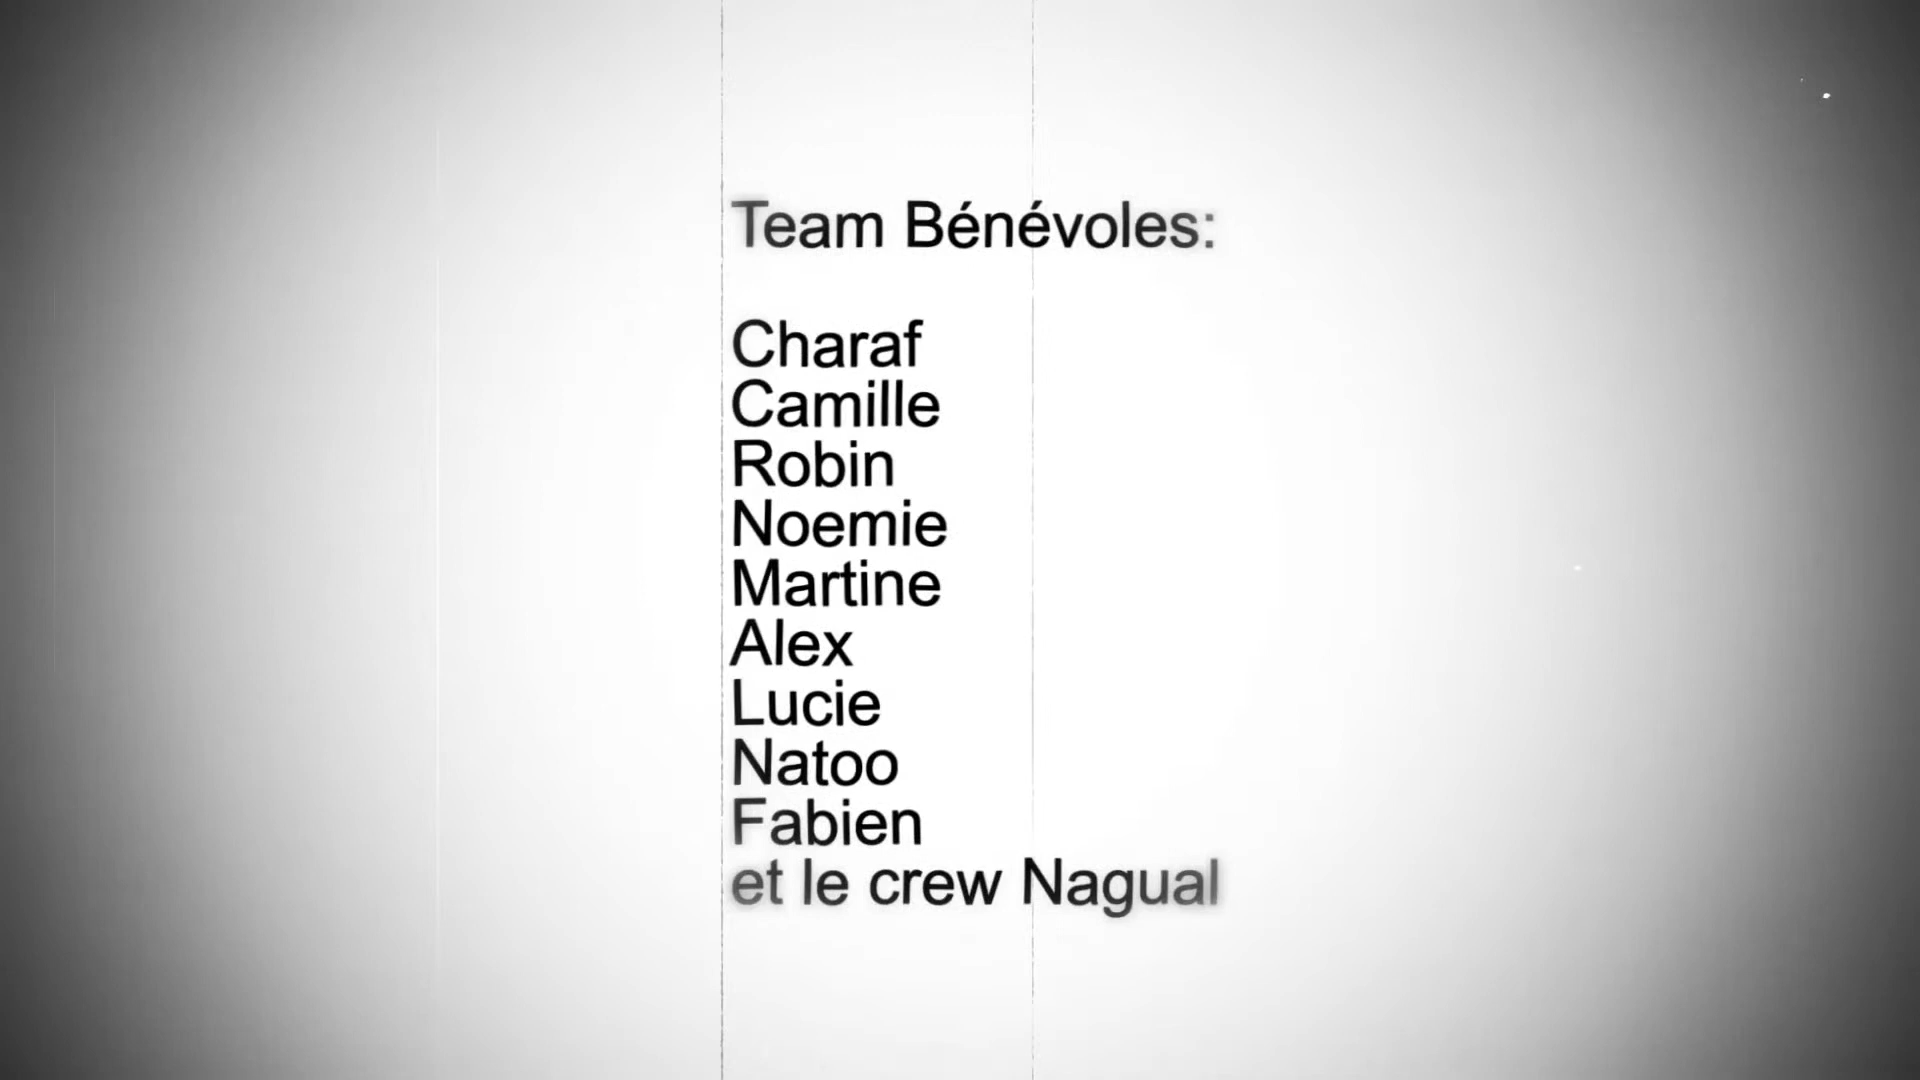 Team Bénévoles:
Charaf
Camille
Robin
Noemie
Martine
Alex
Lucie
Natoo
Fabien
et le crew Nagual